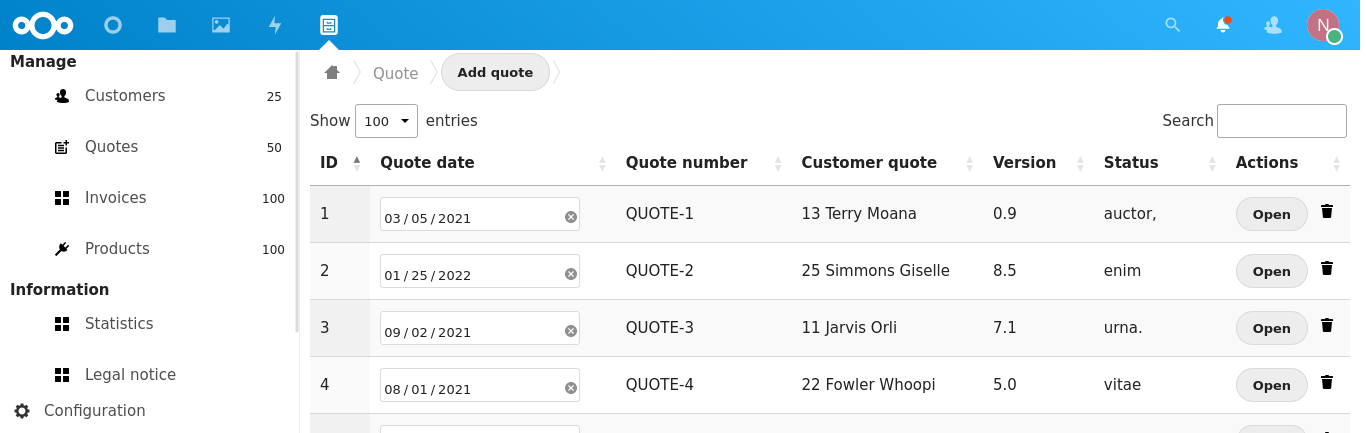 N
Manage
Customers 25
Quotes 50
Invoices 100
Products 100
Information
Statistics
Legal notice
Configuration
Quote
Add quote
Show 100 entries
Search
ID Quote date Quote number Customer quote Version Status Actions
1 03/05/2021 QUOTE-1 13 Terry Moana 0.9 auctor, Open
2 01/25/2022 QUOTE-2 25 Simmons Giselle 8.5 enim Open
3 09/02/2021 QUOTE-3 11 Jarvis Orli 7.1 urna. Open
4 08/01/2021 QUOTE-4 22 Fowler Whoopi 5.0 vitae Open